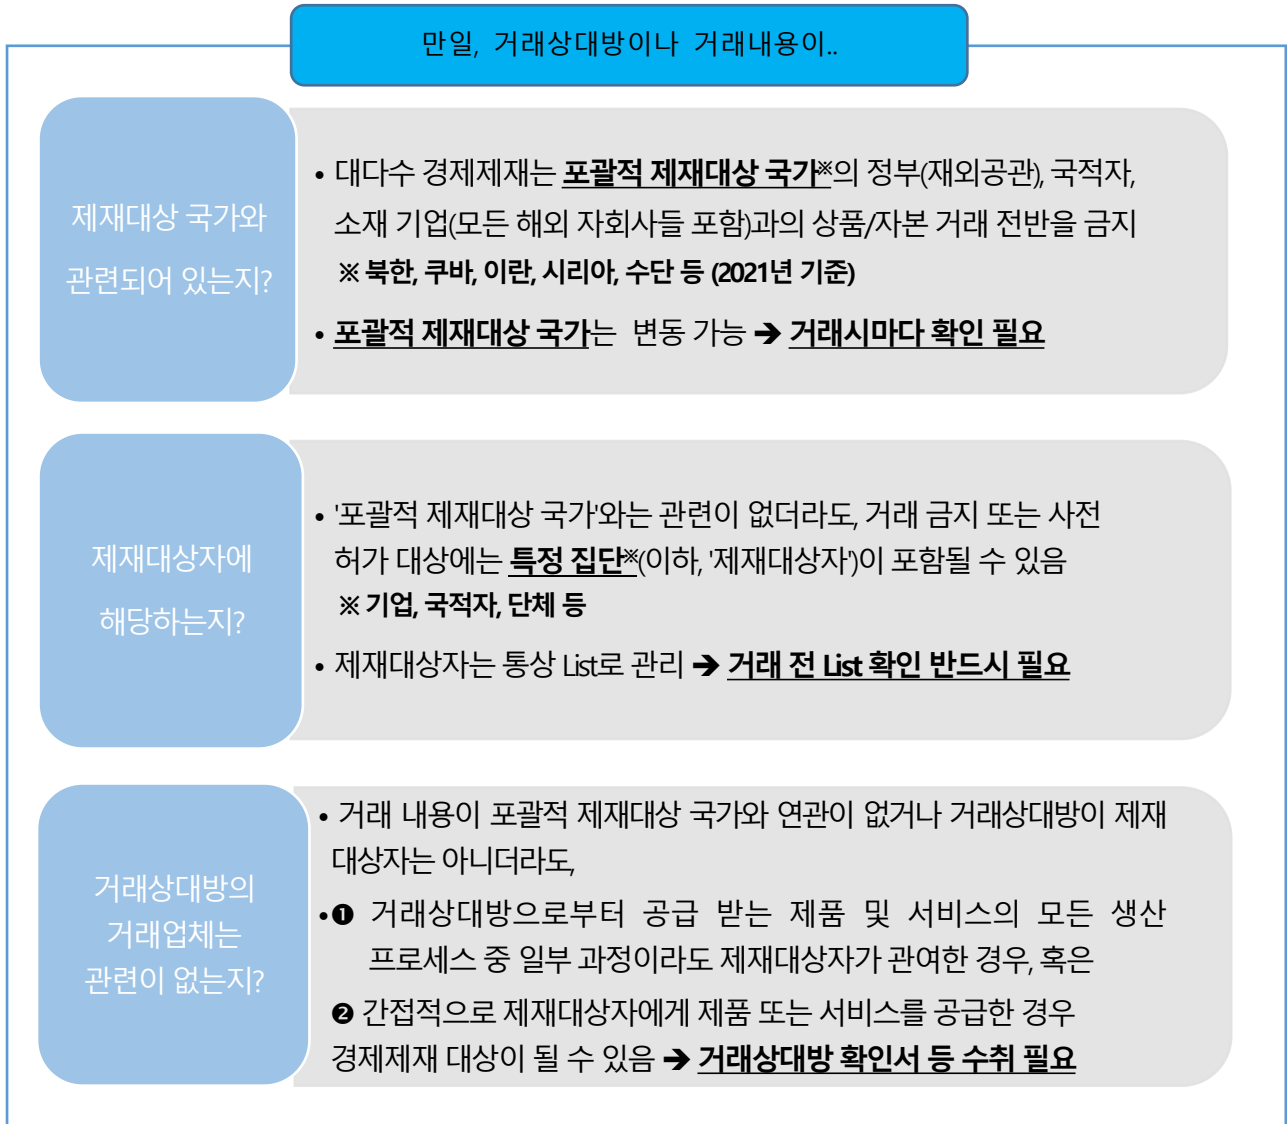 만일, 거래상대방이나 거래내용이..
제재대상 국가와
관련되어 있는지?
• 대다수 경제제재는 포괄적 제재대상 국가※의 정부(재외공관), 국적자,
소재 기업(모든 해외 자회사들 포함)과의 상품/자본 거래 전반을 금지
※ 북한, 쿠바, 이란, 시리아, 수단 등 (2021년 기준)
• 포괄적 제재대상 국가는 변동 가능 ➔ 거래시마다 확인 필요
제재대상자에
해당하는지?
• '포괄적 제재대상 국가'와는 관련이 없더라도, 거래 금지 또는 사전
허가 대상에는 특정 집단※(이하, '제재대상자')이 포함될 수 있음
※ 기업, 국적자, 단체 등
• 제재대상자는 통상 List로 관리 ➔ 거래 전 List 확인 반드시 필요
거래상대방의
거래업체는
관련이 없는지?
• 거래 내용이 포괄적 제재대상 국가와 연관이 없거나 거래상대방이 제재
대상자는 아니더라도,
•❶ 거래상대방으로부터 공급 받는 제품 및 서비스의 모든 생산
프로세스 중 일부 과정이라도 제재대상자가 관여한 경우, 혹은
❷ 간접적으로 제재대상자에게 제품 또는 서비스를 공급한 경우
경제제재 대상이 될 수 있음 ➔ 거래상대방 확인서 등 수취 필요